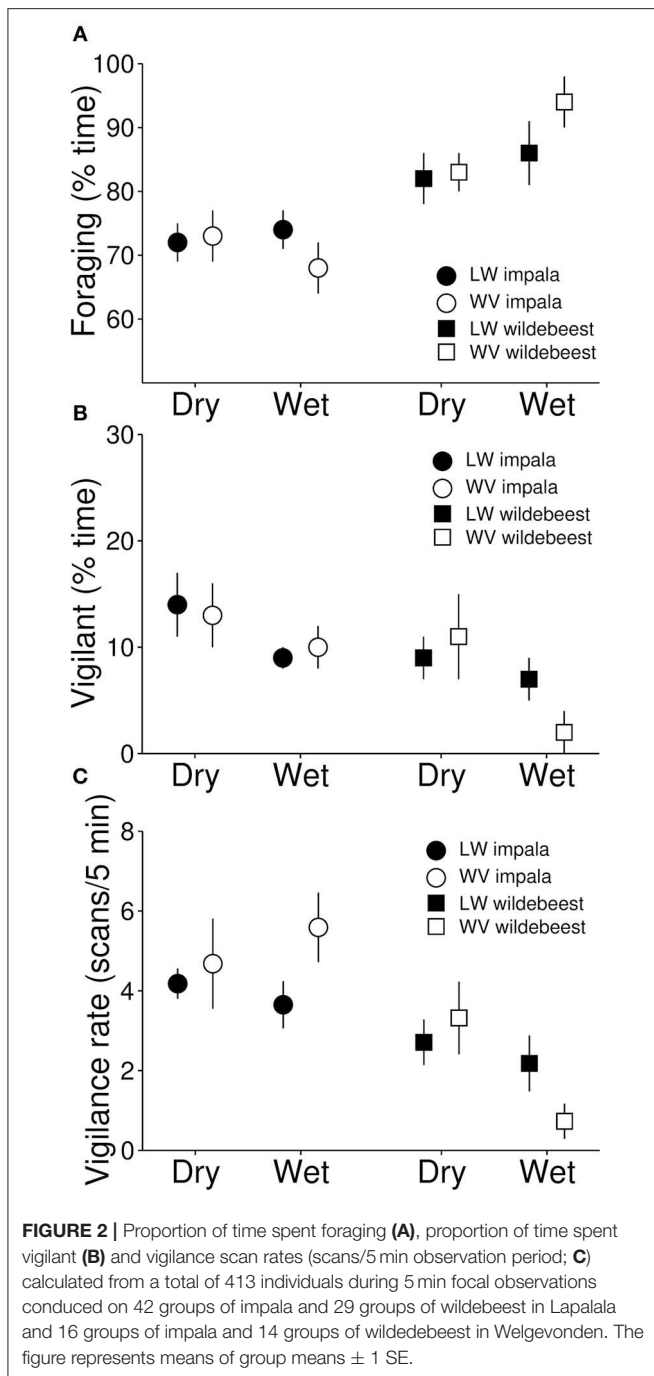 A
Foraging (% time)
100
90
80
70
60
LW impala
WV impala
LW wildebeest
WV wildebeest
Dry Wet Dry Wet
B
Vigilant (% time)
30
20
10
0
LW impala
WV impala
LW wildebeest
WV wildebeest
Dry Wet Dry Wet
C
Vigilance rate (scans/5 min)
8
6
4
2
0
LW impala
WV impala
LW wildebeest
WV wildebeest
Dry Wet Dry Wet
FIGURE 2 | Proportion of time spent foraging (A), proportion of time spent
vigilant (B) and vigilance scan rates (scans/5 min observation period; C)
calculated from a total of 413 individuals during 5 min focal observations
conduced on 42 groups of impala and 29 groups of wildebeest in Lapalala
and 16 groups of impala and 14 groups of wildedebeest in Welgevonden. The
figure represents means of group means ± 1 SE.